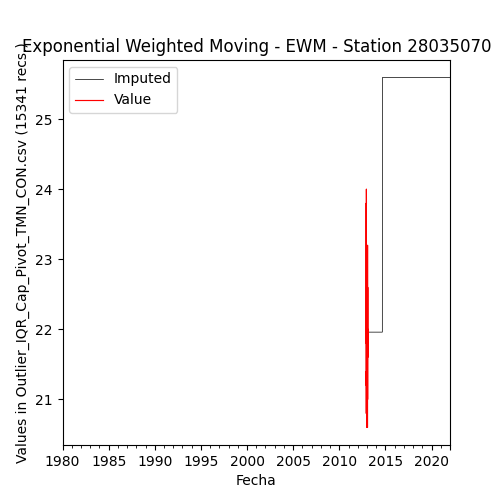 Exponential Weighted Moving - EWM - Station 28035070
Imputed
Value
Values in Outlier_IQR_Cap_Pivot_TMN_CON.csv (15341 recs.)
25
24
23
22
21
1980 1985 1990 1995 2000 2005 2010 2015 2020
Fecha